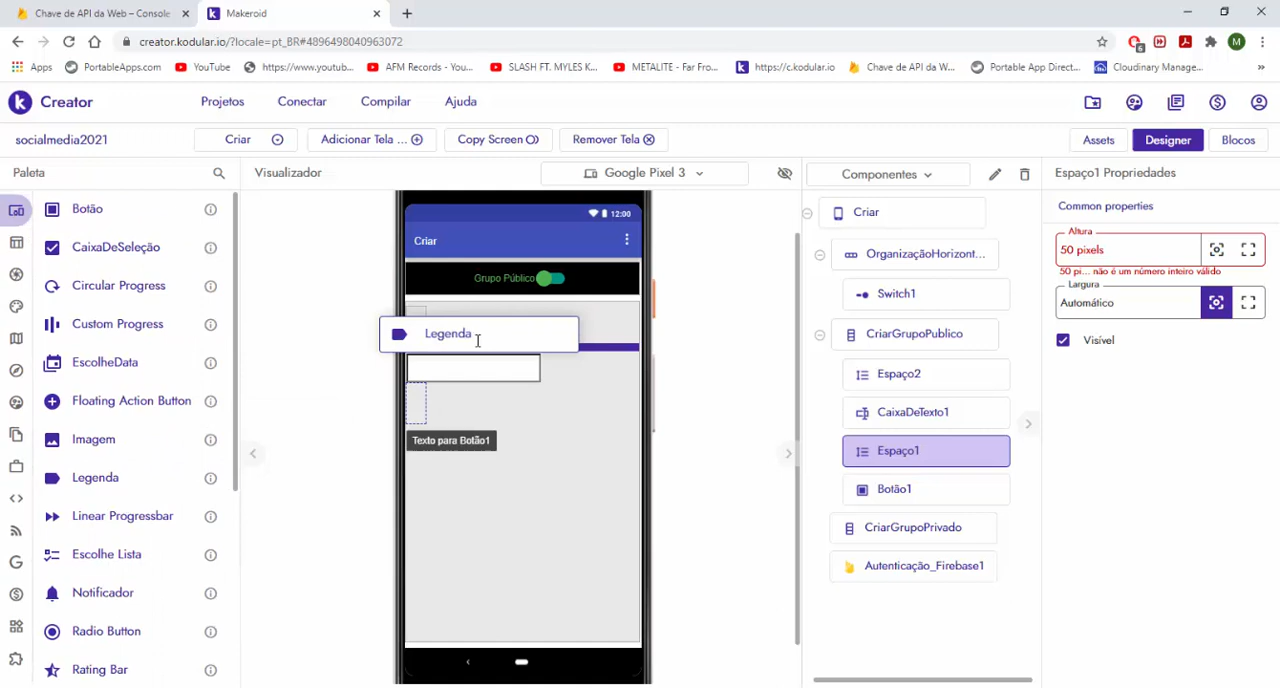 Chave de API da Web – Console
Makeroid
creator.kodular.io/?locale=pt_BR#4896498040963072
6
M
Apps
PortableApps.com
YouTube
https://www.youtub...
AFM Records - You...
SLASH FT. MYLES K...
METALITE - Far Fro...
https://c.kodular.io
Chave de API da W...
Portable App Direct...
Cloudinary Manage...
»
Creator
Projetos
Conectar
Compilar
Ajuda
socialmedia2021
Criar
Adicionar Tela ...
Copy Screen
Remover Tela
Assets
Designer
Blocos
Paleta
Visualizador
Google Pixel 3
Componentes
Espaço1 Propriedades
Botão
CaixaDeSeleção
Circular Progress
Custom Progress
EscolheData
Floating Action Button
Imagem
Legenda
Linear Progressbar
Escolhe Lista
Notificador
Radio Button
Rating Bar
12:00
Criar
Grupo Público
Legenda
Texto para Botão1
Criar
OrganizaçãoHorizont...
Switch1
CriarGrupoPublico
Espaço2
CaixaDeTexto1
Espaço1
Botão1
CriarGrupoPrivado
Autenticação_Firebase1
Common properties
Altura
50 pixels
50 pi... não é um número inteiro válido
Largura
Automático
Visível